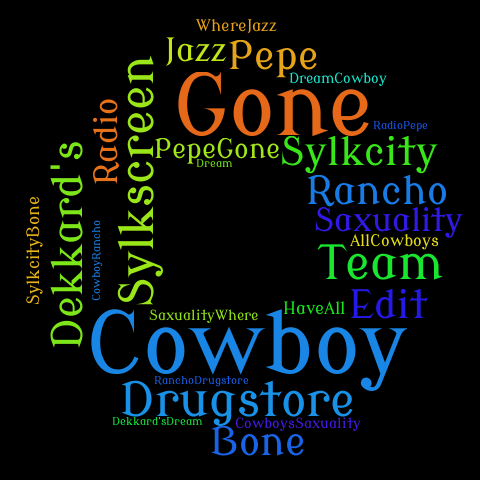 WhereJazz
Jazz
Pepe
DreamCowboy
Gone
RadioPepe
Radio
Sylkscreen
PepeGone
Dream
Sylkcity
Dekkard's
Rancho
SylkcityBone
CowboyRancho
Saxuality
AllCowboys
Team
Edit
HaveAll
SaxualityWhere
Cowboy
RanchoDrugstore
Drugstore
Dekkard'sDream
CowboysSaxuality
Bone